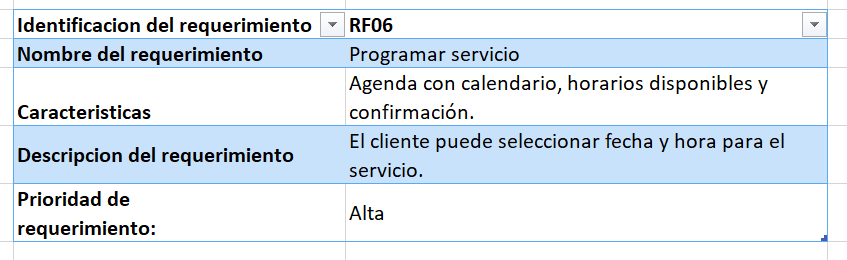 Identificacion del requerimiento RF06
Nombre del requerimiento Programar servicio
Agenda con calendario, horarios disponibles y
Caracteristicas confirmación.
Descripcion del requerimiento El cliente puede seleccionar fecha y hora para el
servicio.
Prioridad de
requerimiento: Alta